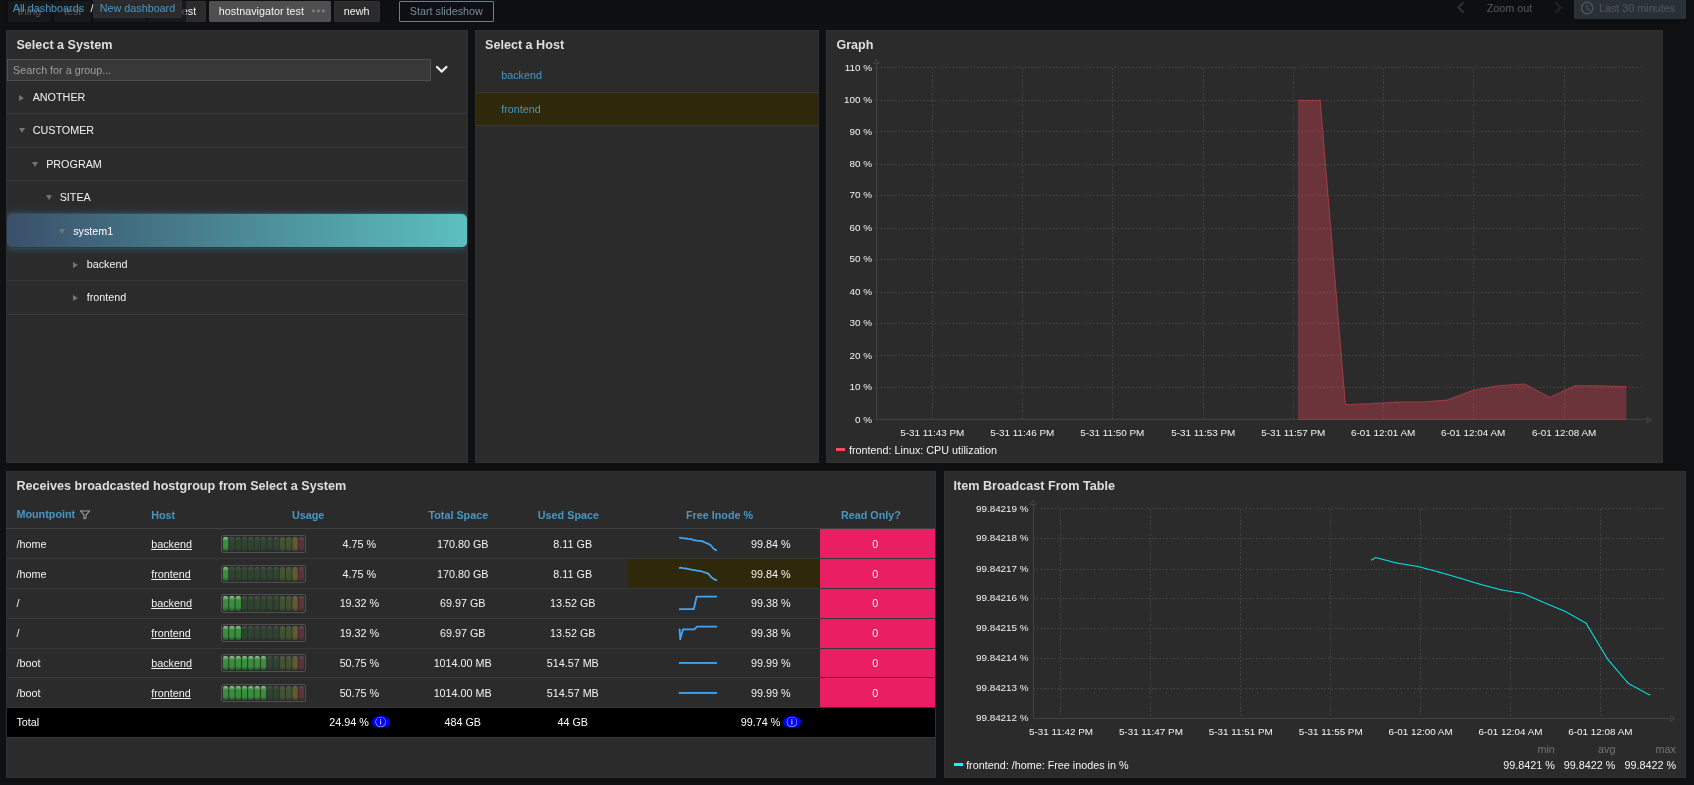 All dashboards / New dashboard
thing test est hostnavigator test ••• newh Start slideshow Zoom out Last 30 minutes
Select a System
Search for a group...
ANOTHER
CUSTOMER
PROGRAM
SITEA
system1
backend
frontend
Select a Host
backend
frontend
Graph
110 %
100 %
90 %
80 %
70 %
60 %
50 %
40 %
30 %
20 %
10 %
0 %
5-31 11:43 PM 5-31 11:46 PM 5-31 11:50 PM 5-31 11:53 PM 5-31 11:57 PM 6-01 12:01 AM 6-01 12:04 AM 6-01 12:08 AM
frontend: Linux: CPU utilization
Receives broadcasted hostgroup from Select a System
Mountpoint Host Usage Total Space Used Space Free Inode % Read Only?
/home backend 4.75 % 170.80 GB 8.11 GB 99.84 % 0
/home frontend 4.75 % 170.80 GB 8.11 GB 99.84 % 0
/ backend 19.32 % 69.97 GB 13.52 GB 99.38 % 0
/ frontend 19.32 % 69.97 GB 13.52 GB 99.38 % 0
/boot backend 50.75 % 1014.00 MB 514.57 MB 99.99 % 0
/boot frontend 50.75 % 1014.00 MB 514.57 MB 99.99 % 0
Total 24.94 % i 484 GB 44 GB 99.74 % i
Item Broadcast From Table
99.84219 %
99.84218 %
99.84217 %
99.84216 %
99.84215 %
99.84214 %
99.84213 %
99.84212 %
5-31 11:42 PM 5-31 11:47 PM 5-31 11:51 PM 5-31 11:55 PM 6-01 12:00 AM 6-01 12:04 AM 6-01 12:08 AM
min avg max
frontend: /home: Free inodes in % 99.8421 % 99.8422 % 99.8422 %